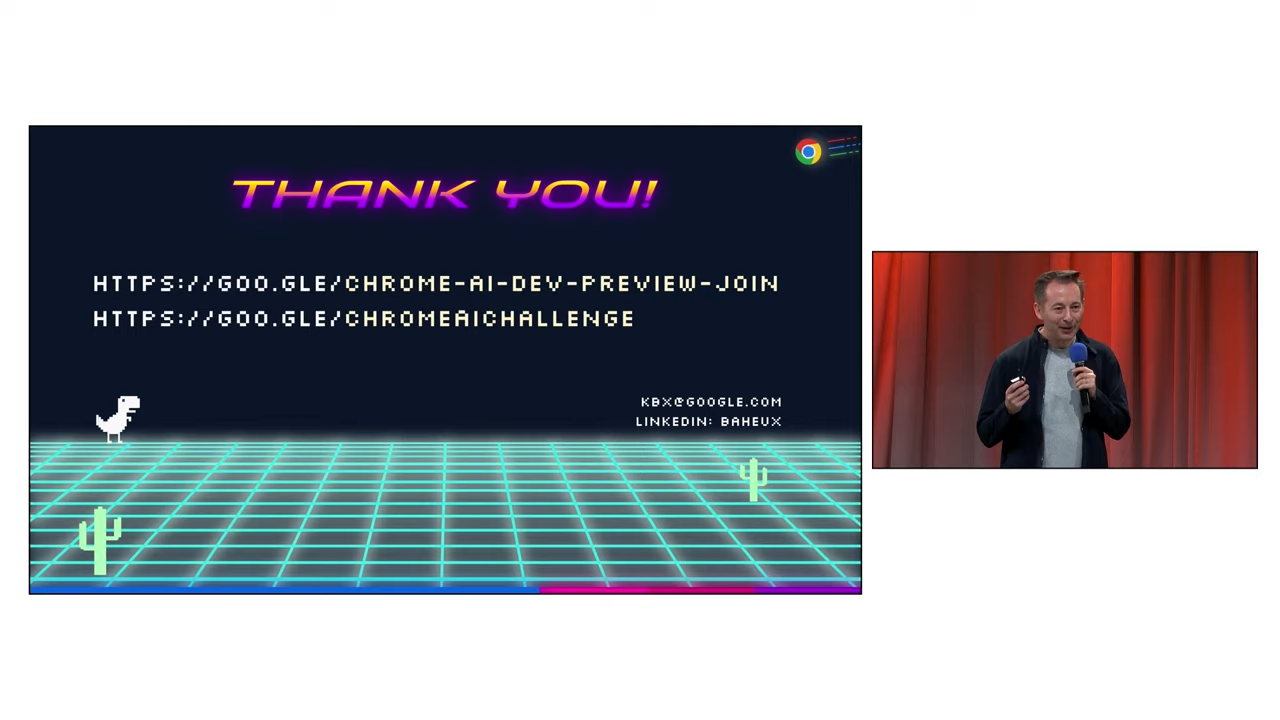 THANK YOU!
HTTPS://GOO.GLE/CHROME-AI-DEV-PREVIEW-JOIN
HTTPS://GOO.GLE/CHROMEAICHALLENGE
KBX@GOOGLE.COM
LINKEDIN: BAHEUX